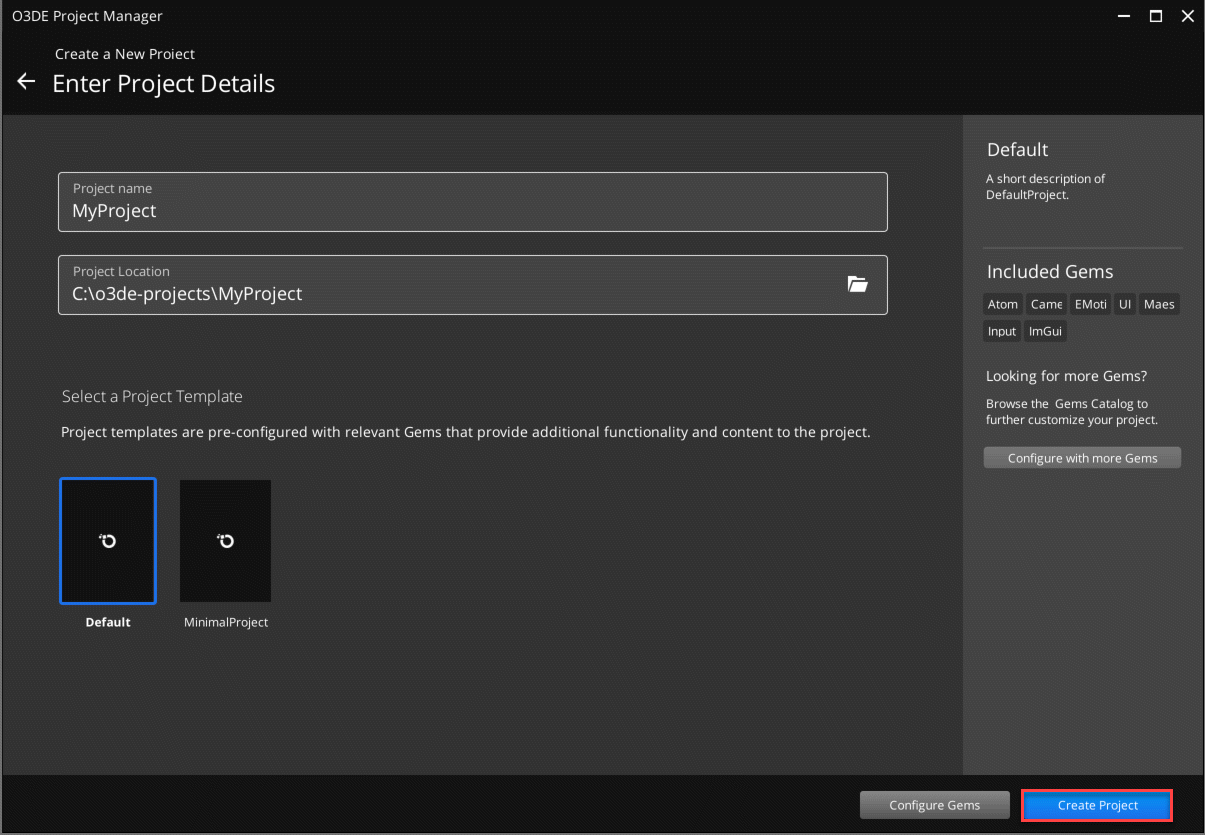 O3DE Project Manager
Create a New Project
Enter Project Details
Project name
MyProject
Project Location
C:\o3de-projects\MyProject
Select a Project Template
Project templates are pre-configured with relevant Gems that provide additional functionality and content to the project.
Default
MinimalProject
Default
A short description of
DefaultProject.
Included Gems
Atom Came EMoti UI Maes
Input ImGui
Looking for more Gems?
Browse the Gems Catalog to
further customize your project.
Configure with more Gems
Configure Gems
Create Project